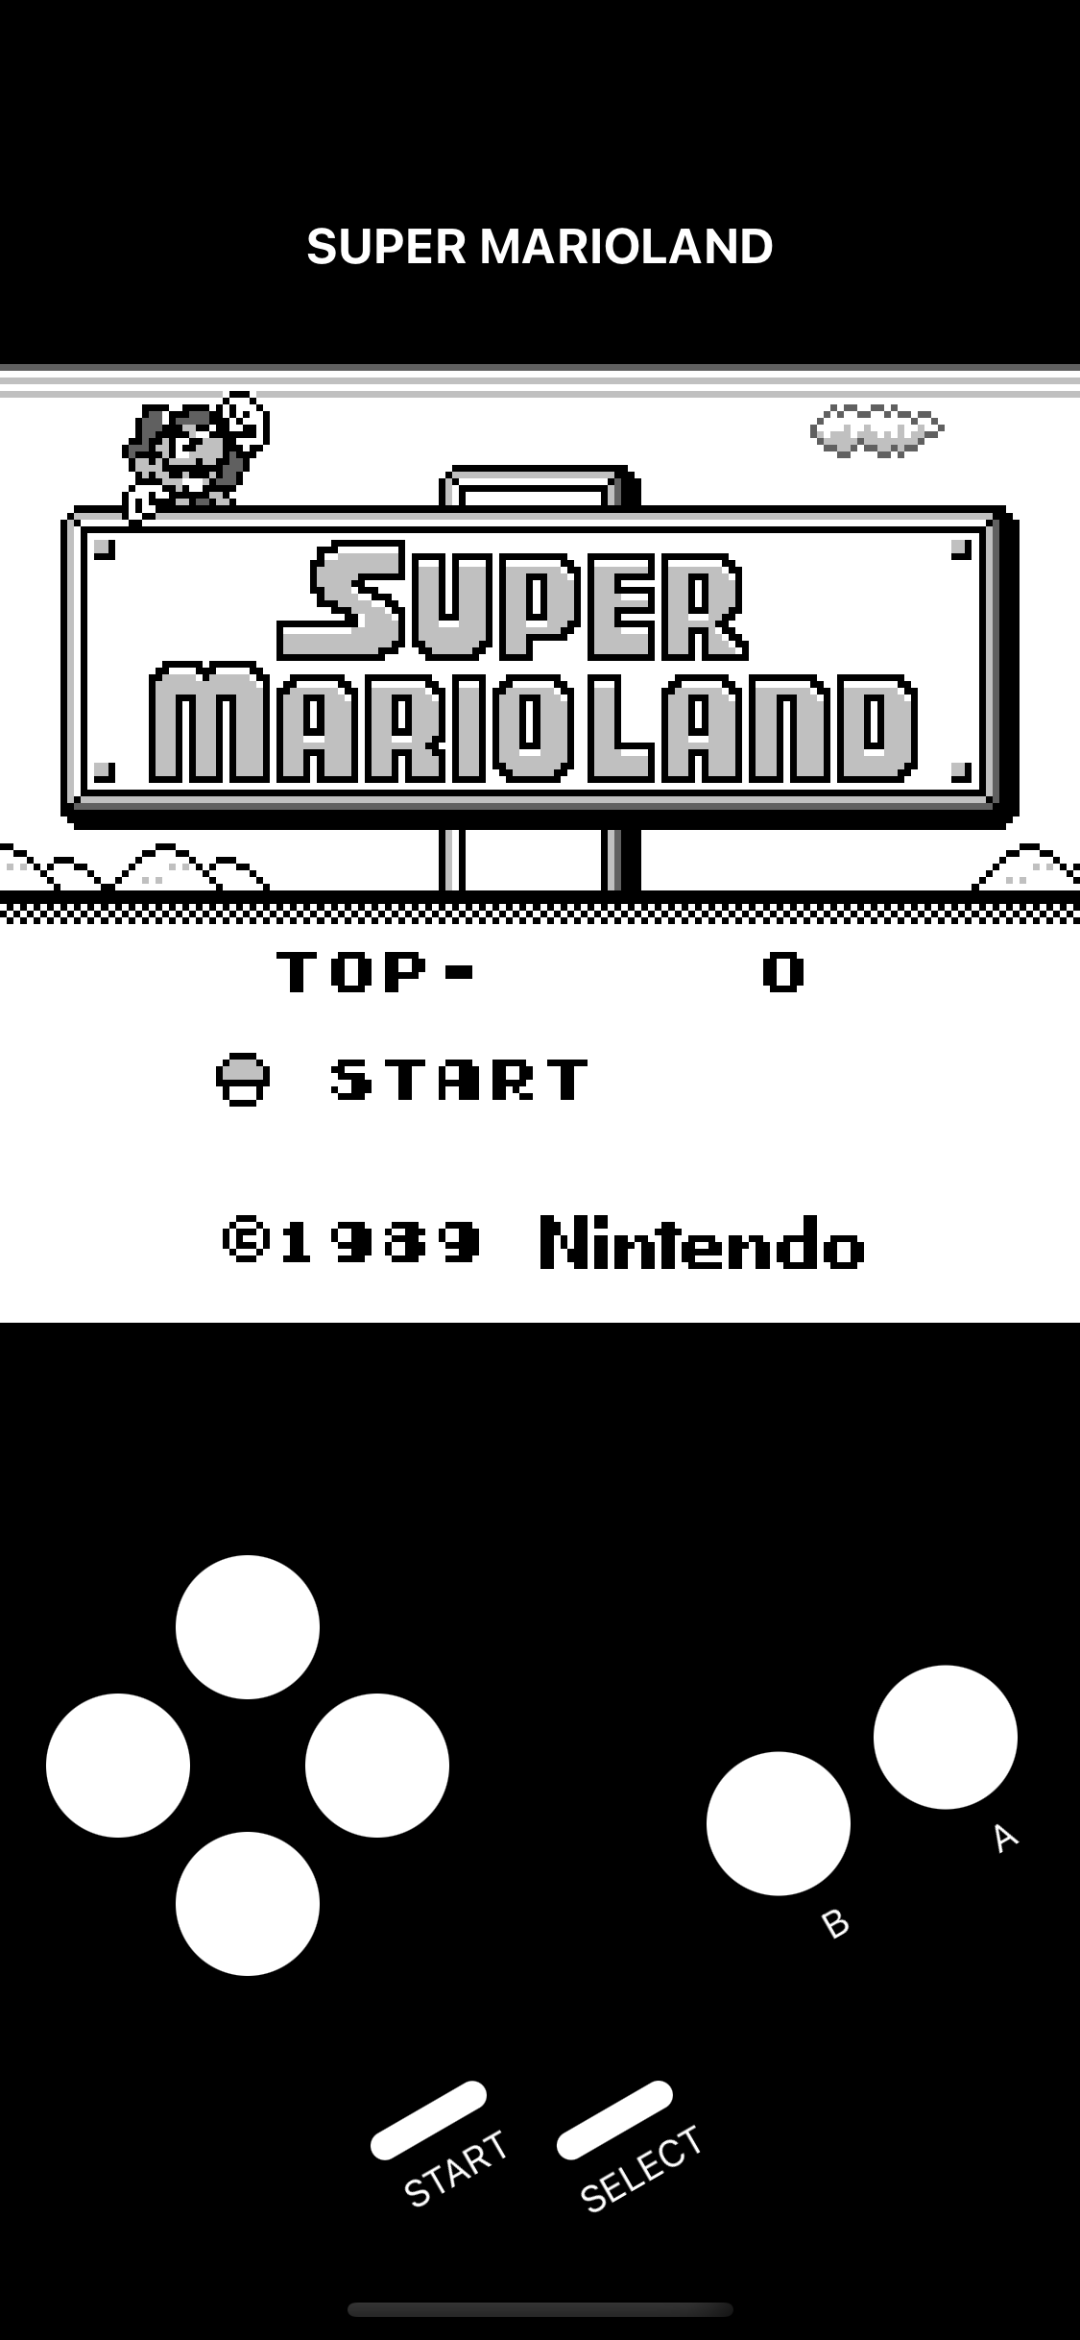 SUPER MARIOLAND
SUPER
MARIOLAND
TOP- 0
START
©1989 Nintendo
A
B
START SELECT